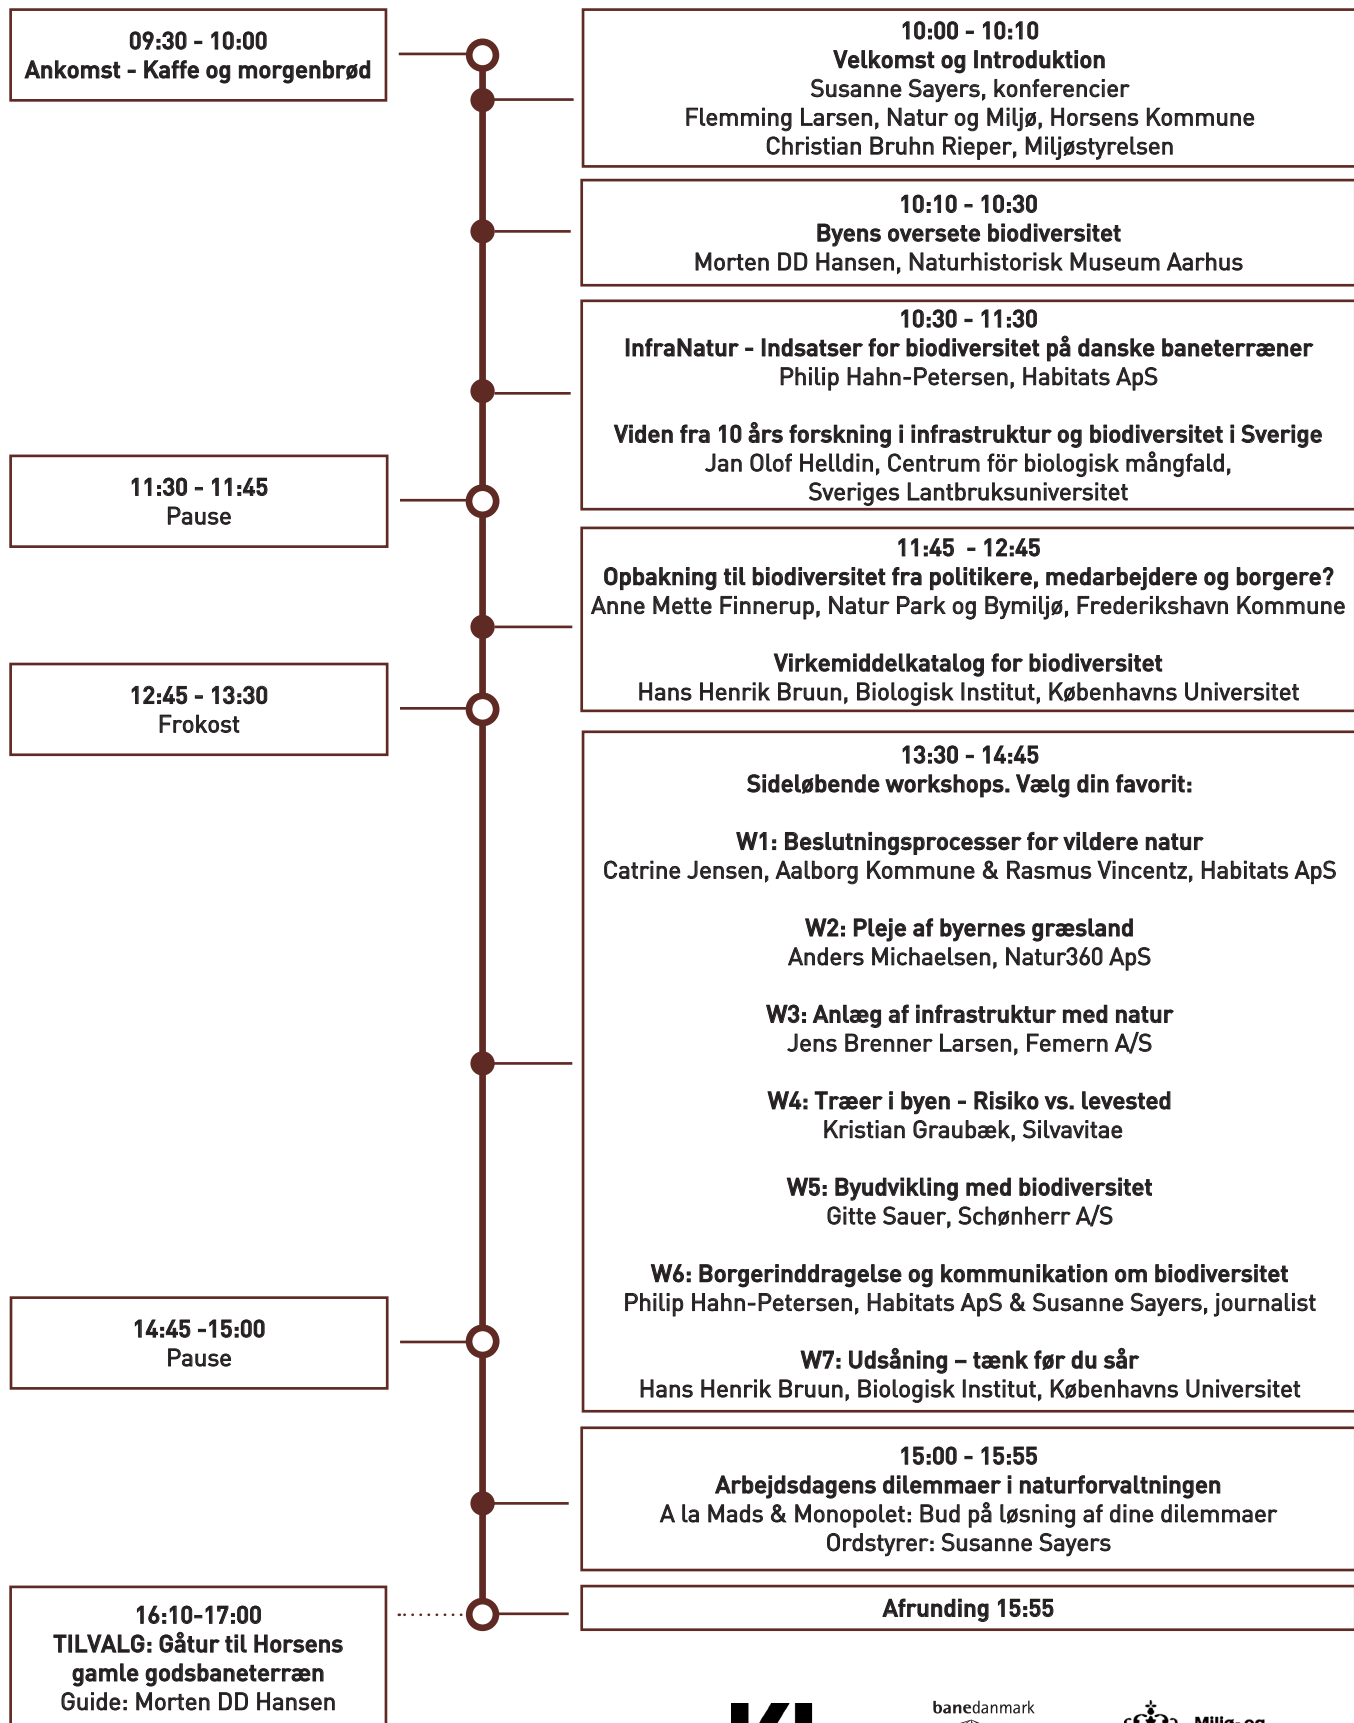 09:30 - 10:00
Ankomst - Kaffe og morgenbrød
10:00 - 10:10
Velkomst og Introduktion
Susanne Sayers, konferencier
Flemming Larsen, Natur og Miljø, Horsens Kommune
Christian Bruhn Rieper, Miljøstyrelsen
10:10 - 10:30
Byens oversete biodiversitet
Morten DD Hansen, Naturhistorisk Museum Aarhus
10:30 - 11:30
InfraNatur - Indsatser for biodiversitet på danske baneterræner
Philip Hahn-Petersen, Habitats ApS
Viden fra 10 års forskning i infrastruktur og biodiversitet i Sverige
Jan Olof Helldin, Centrum för biologisk mångfald,
Sveriges Lantbruksuniversitet
11:30 - 11:45
Pause
11:45 - 12:45
Opbakning til biodiversitet fra politikere, medarbejdere og borgere?
Anne Mette Finnerup, Natur Park og Bymiljø, Frederikshavn Kommune
Virkemiddelkatalog for biodiversitet
Hans Henrik Bruun, Biologisk Institut, Københavns Universitet
12:45 - 13:30
Frokost
13:30 - 14:45
Sideløbende workshops. Vælg din favorit:
W1: Beslutningsprocesser for vildere natur
Catrine Jensen, Aalborg Kommune & Rasmus Vincentz, Habitats ApS
W2: Pleje af byernes græsland
Anders Michaelsen, Natur360 ApS
W3: Anlæg af infrastruktur med natur
Jens Brenner Larsen, Femern A/S
W4: Træer i byen - Risiko vs. levested
Kristian Graubæk, Silvavitae
W5: Byudvikling med biodiversitet
Gitte Sauer, Schønherr A/S
W6: Borgerinddragelse og kommunikation om biodiversitet
Philip Hahn-Petersen, Habitats ApS & Susanne Sayers, journalist
W7: Udsåning – tænk før du sår
Hans Henrik Bruun, Biologisk Institut, Københavns Universitet
14:45 -15:00
Pause
15:00 - 15:55
Arbejdsdagens dilemmaer i naturforvaltningen
A la Mads & Monopolet: Bud på løsning af dine dilemmaer
Ordstyrer: Susanne Sayers
Afrunding 15:55
16:10-17:00
TILVALG: Gåtur til Horsens
gamle godsbaneterræn
Guide: Morten DD Hansen
KL
banedanmark
Miljø- og